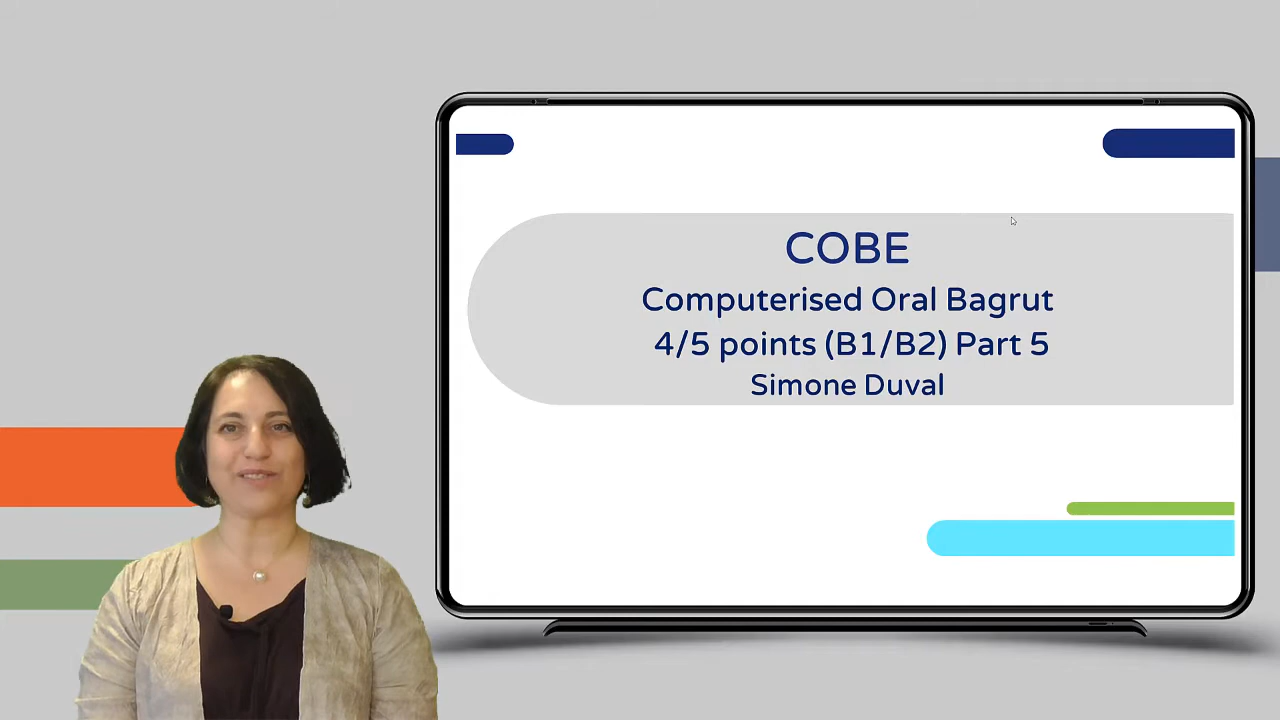 COBE
Computerised Oral Bagrut
4/5 points (B1/B2) Part 5
Simone Duval